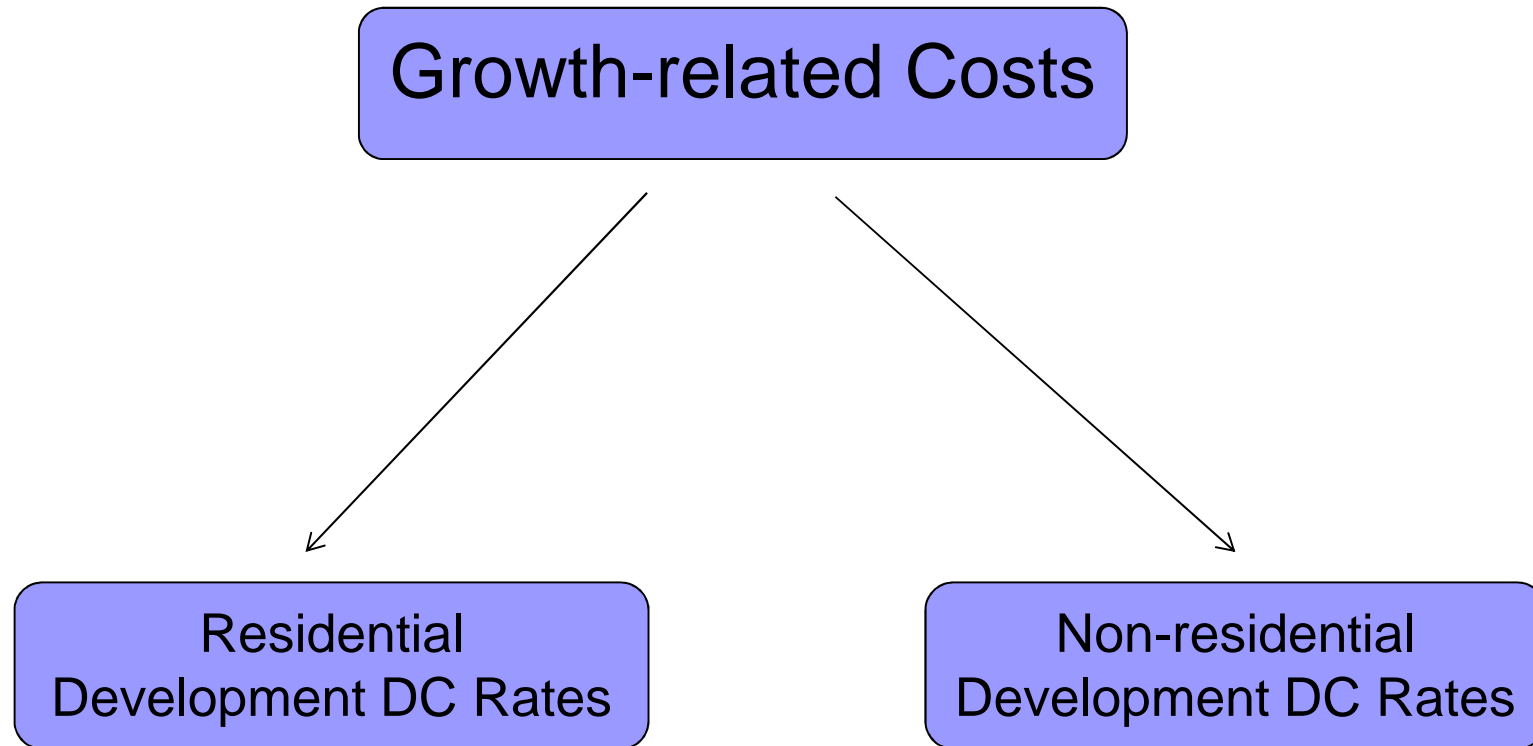 Growth-related Costs
Residential
Development DC Rates
Non-residential
Development DC Rates